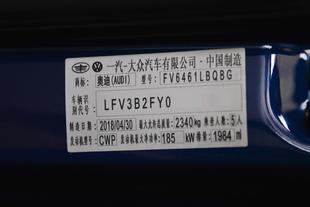 一汽-大众汽车有限公司·中国制造
商标: 奥迪(AUDI) 型号: FV6461LBQBG
车辆识别代号: LFV3B2FY0
制造年月 2018/04/30 最大允许总质量 2340kg 乘坐人数 5人
发动机型号 CWP 发动机最大净功率 185 kW 排量 1984 ml